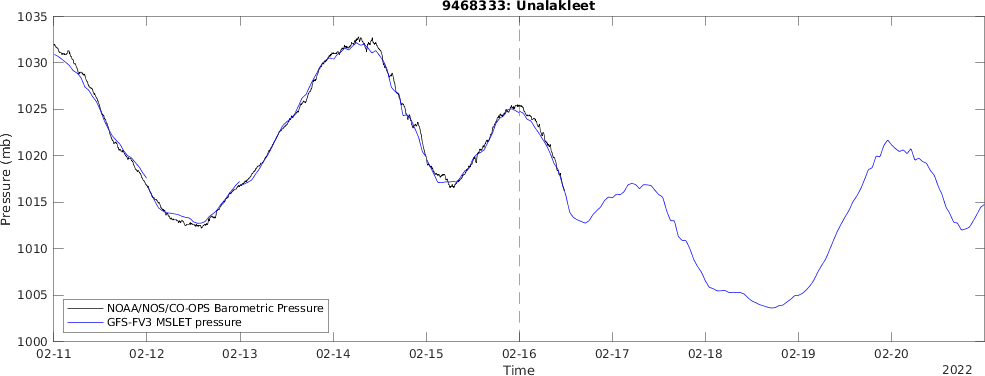 9468333: Unalakleet
1035
1030
1025
1020
1015
1010
1005
1000
Pressure (mb)
NOAA/NOS/CO-OPS Barometric Pressure
GFS-FV3 MSLET pressure
02-11 02-12 02-13 02-14 02-15 02-16 02-17 02-18 02-19 02-20
Time
2022